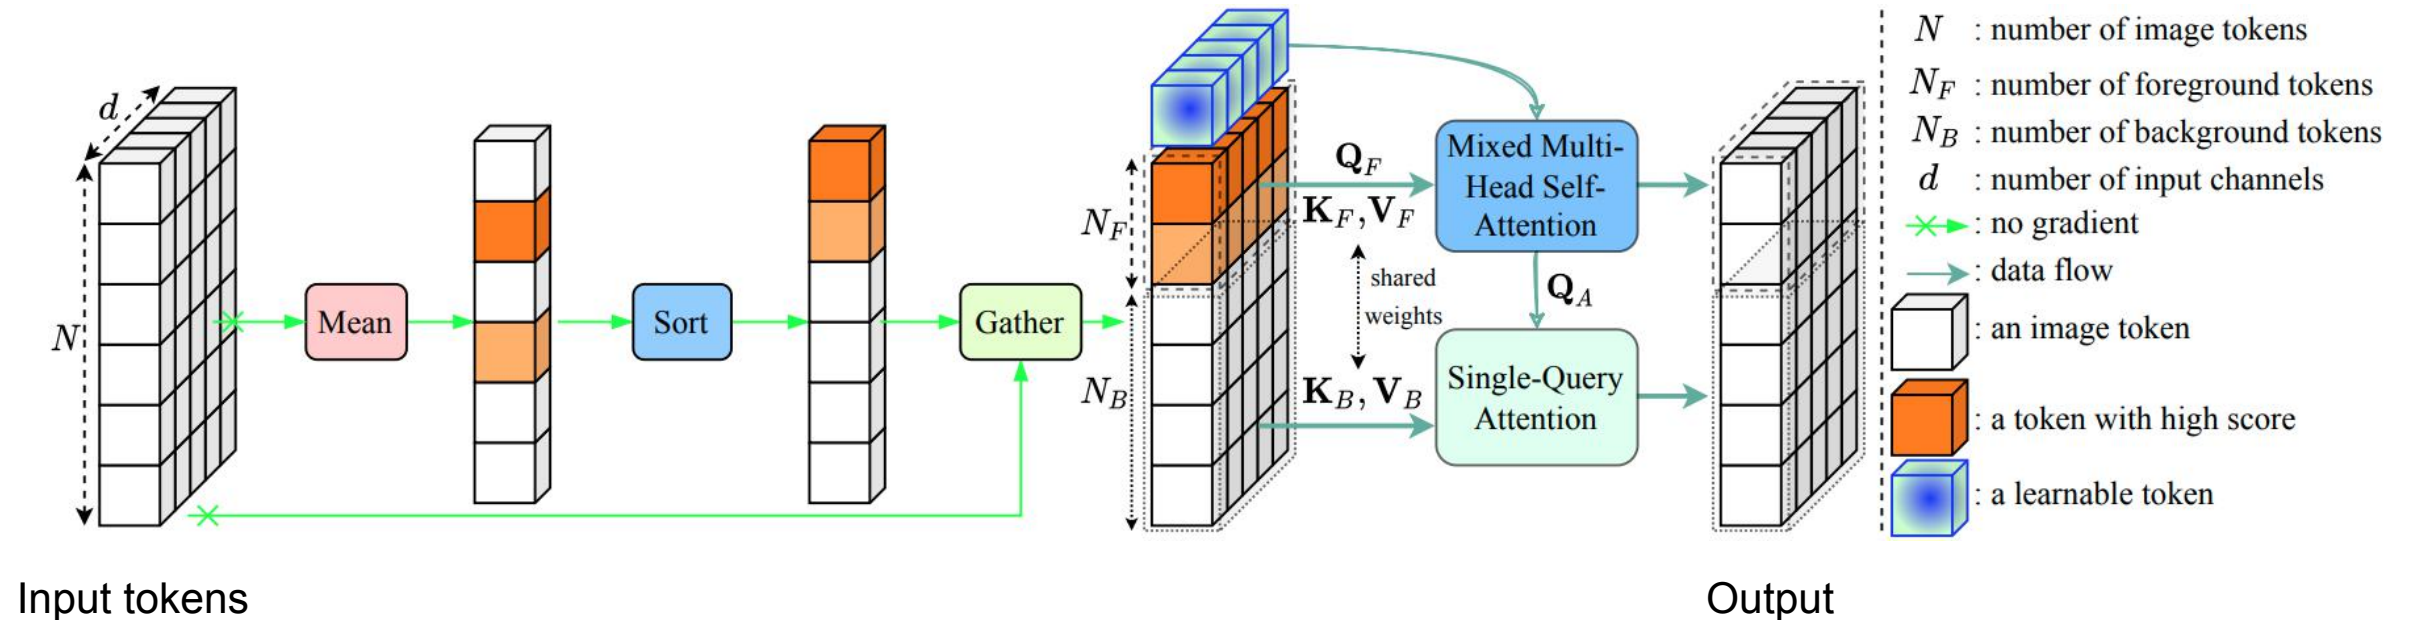 d
N
Mean
Sort
Gather
N_F
N_B
Q_F
K_F, V_F
shared
weights
K_B, V_B
Mixed Multi-
Head Self-
Attention
Q_A
Single-Query
Attention
N : number of image tokens
N_F : number of foreground tokens
N_B : number of background tokens
d : number of input channels
: no gradient
: data flow
: an image token
: a token with high score
: a learnable token
Input tokens
Output